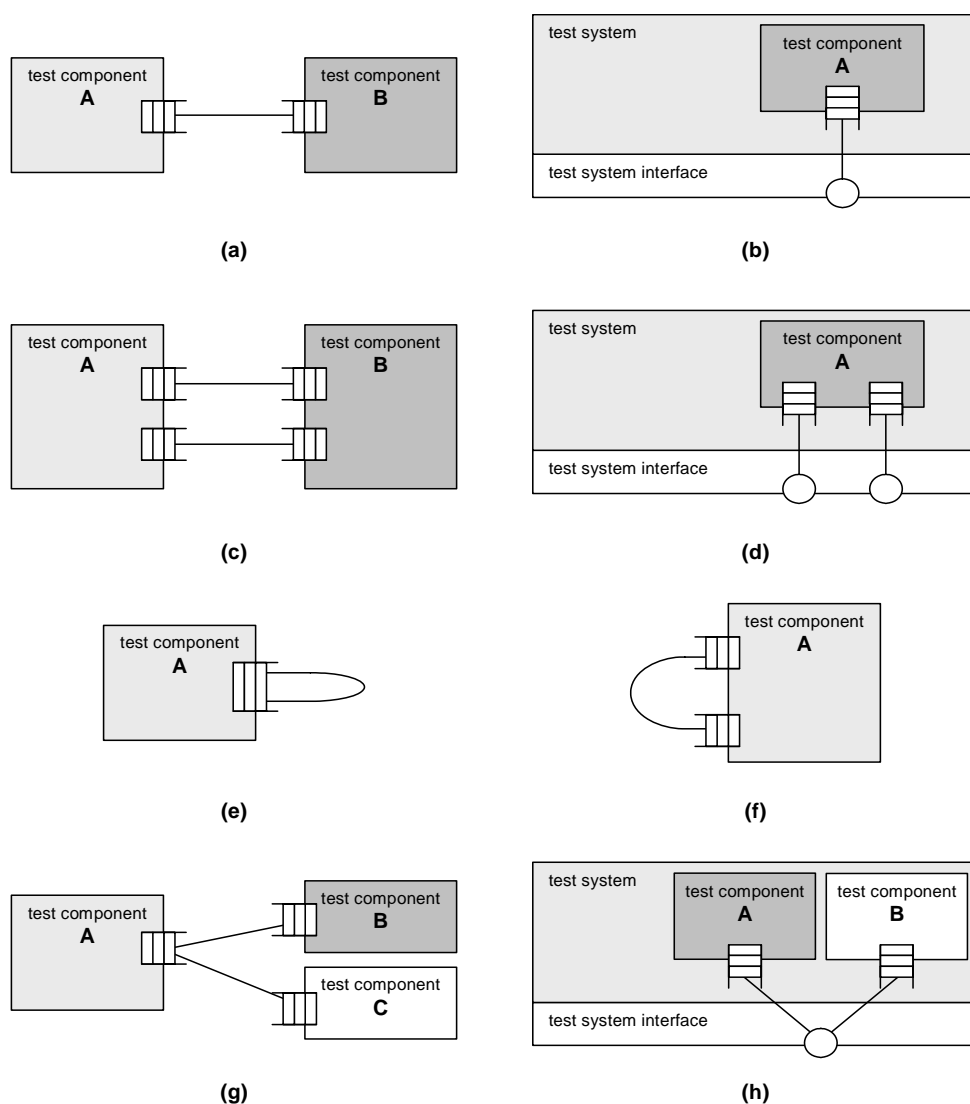 test component
A
test component
B
(a)
test system
test component
A
test system interface
(b)
test component
A
test component
B
(c)
test system
test component
A
test system interface
(d)
test component
A
(e)
test component
A
(f)
test component
A
test component
B
test component
C
(g)
test system
test component
A
test component
B
test system interface
(h)